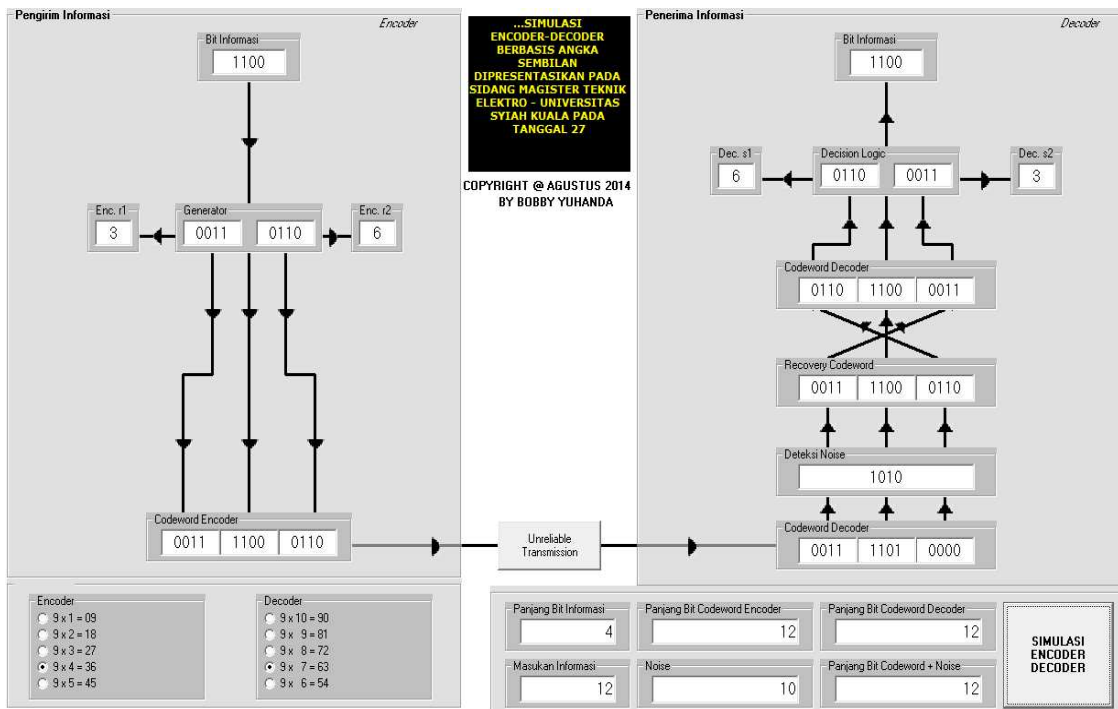 Pengirim Informasi
Encoder
Bit Informasi
1100
Enc. r1
3
Generator
0011 0110
Enc. r2
6
Codeword Encoder
0011 1100 0110
...SIMULASI
ENCODER-DECODER
BERBASIS ANGKA
SEMBILAN
DIPRESENTASIKAN PADA
SIDANG MAGISTER TEKNIK
ELEKTRO - UNIVERSITAS
SYIAH KUALA PADA
TANGGAL 27
COPYRIGHT @ AGUSTUS 2014
BY BOBBY YUHANDA
Unreliable
Transmission
Penerima Informasi
Decoder
Bit Informasi
1100
Dec. s1
6
Decision Logic
0110 0011
Dec. s2
3
Codeword Decoder
0110 1100 0011
Recovery Codeword
0011 1100 0110
Deteksi Noise
1010
Codeword Decoder
0011 1101 0000
Encoder
9 x 1 = 09
9 x 2 = 18
9 x 3 = 27
9 x 4 = 36
9 x 5 = 45
Decoder
9 x 10 = 90
9 x 9 = 81
9 x 8 = 72
9 x 7 = 63
9 x 6 = 54
Panjang Bit Informasi
4
Panjang Bit Codeword Encoder
12
Panjang Bit Codeword Decoder
12
Masukan Informasi
12
Noise
10
Panjang Bit Codeword + Noise
12
SIMULASI
ENCODER
DECODER